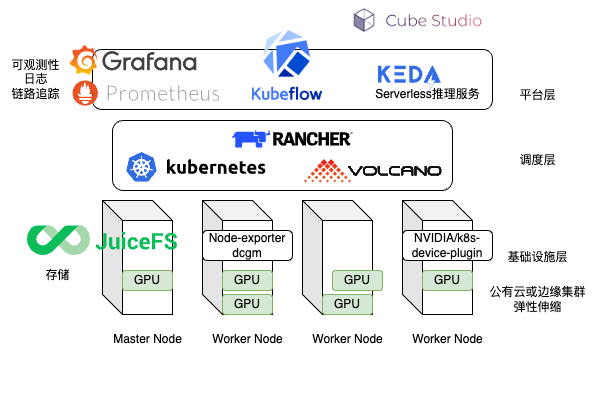 Cube Studio
可观测性
日志
链路追踪
Grafana
Prometheus
Kubeflow
KEDA
Serverless推理服务
平台层
RANCHER
kubernetes
VOLCANO
调度层
JuiceFS
存储
Node-exporter
dcgm
NVIDIA/k8s-
device-plugin
基础设施层
GPU
GPU
GPU
GPU
GPU
GPU
公有云或边缘集群
弹性伸缩
Master Node
Worker Node
Worker Node
Worker Node